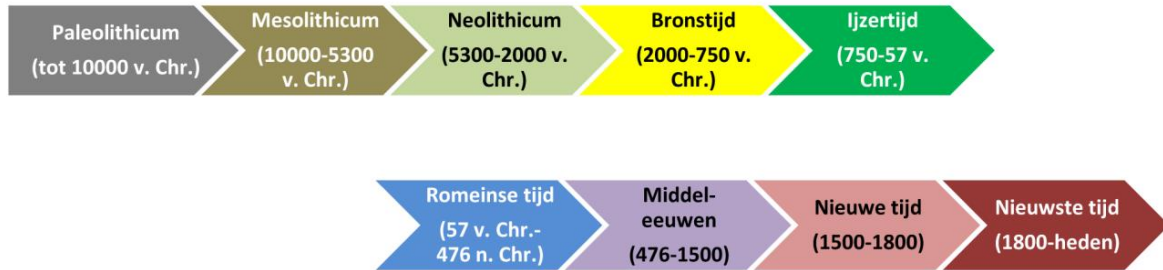 Paleolithicum
(tot 10000 v. Chr.)
Mesolithicum
(10000-5300
v. Chr.)
Neolithicum
(5300-2000 v.
Chr.)
Bronstijd
(2000-750 v.
Chr.)
Ijzertijd
(750-57 v.
Chr.)
Romeinse tijd
(57 v. Chr.-
476 n. Chr.)
Middel-
eeuwen
(476-1500)
Nieuwe tijd
(1500-1800)
Nieuwste tijd
(1800-heden)